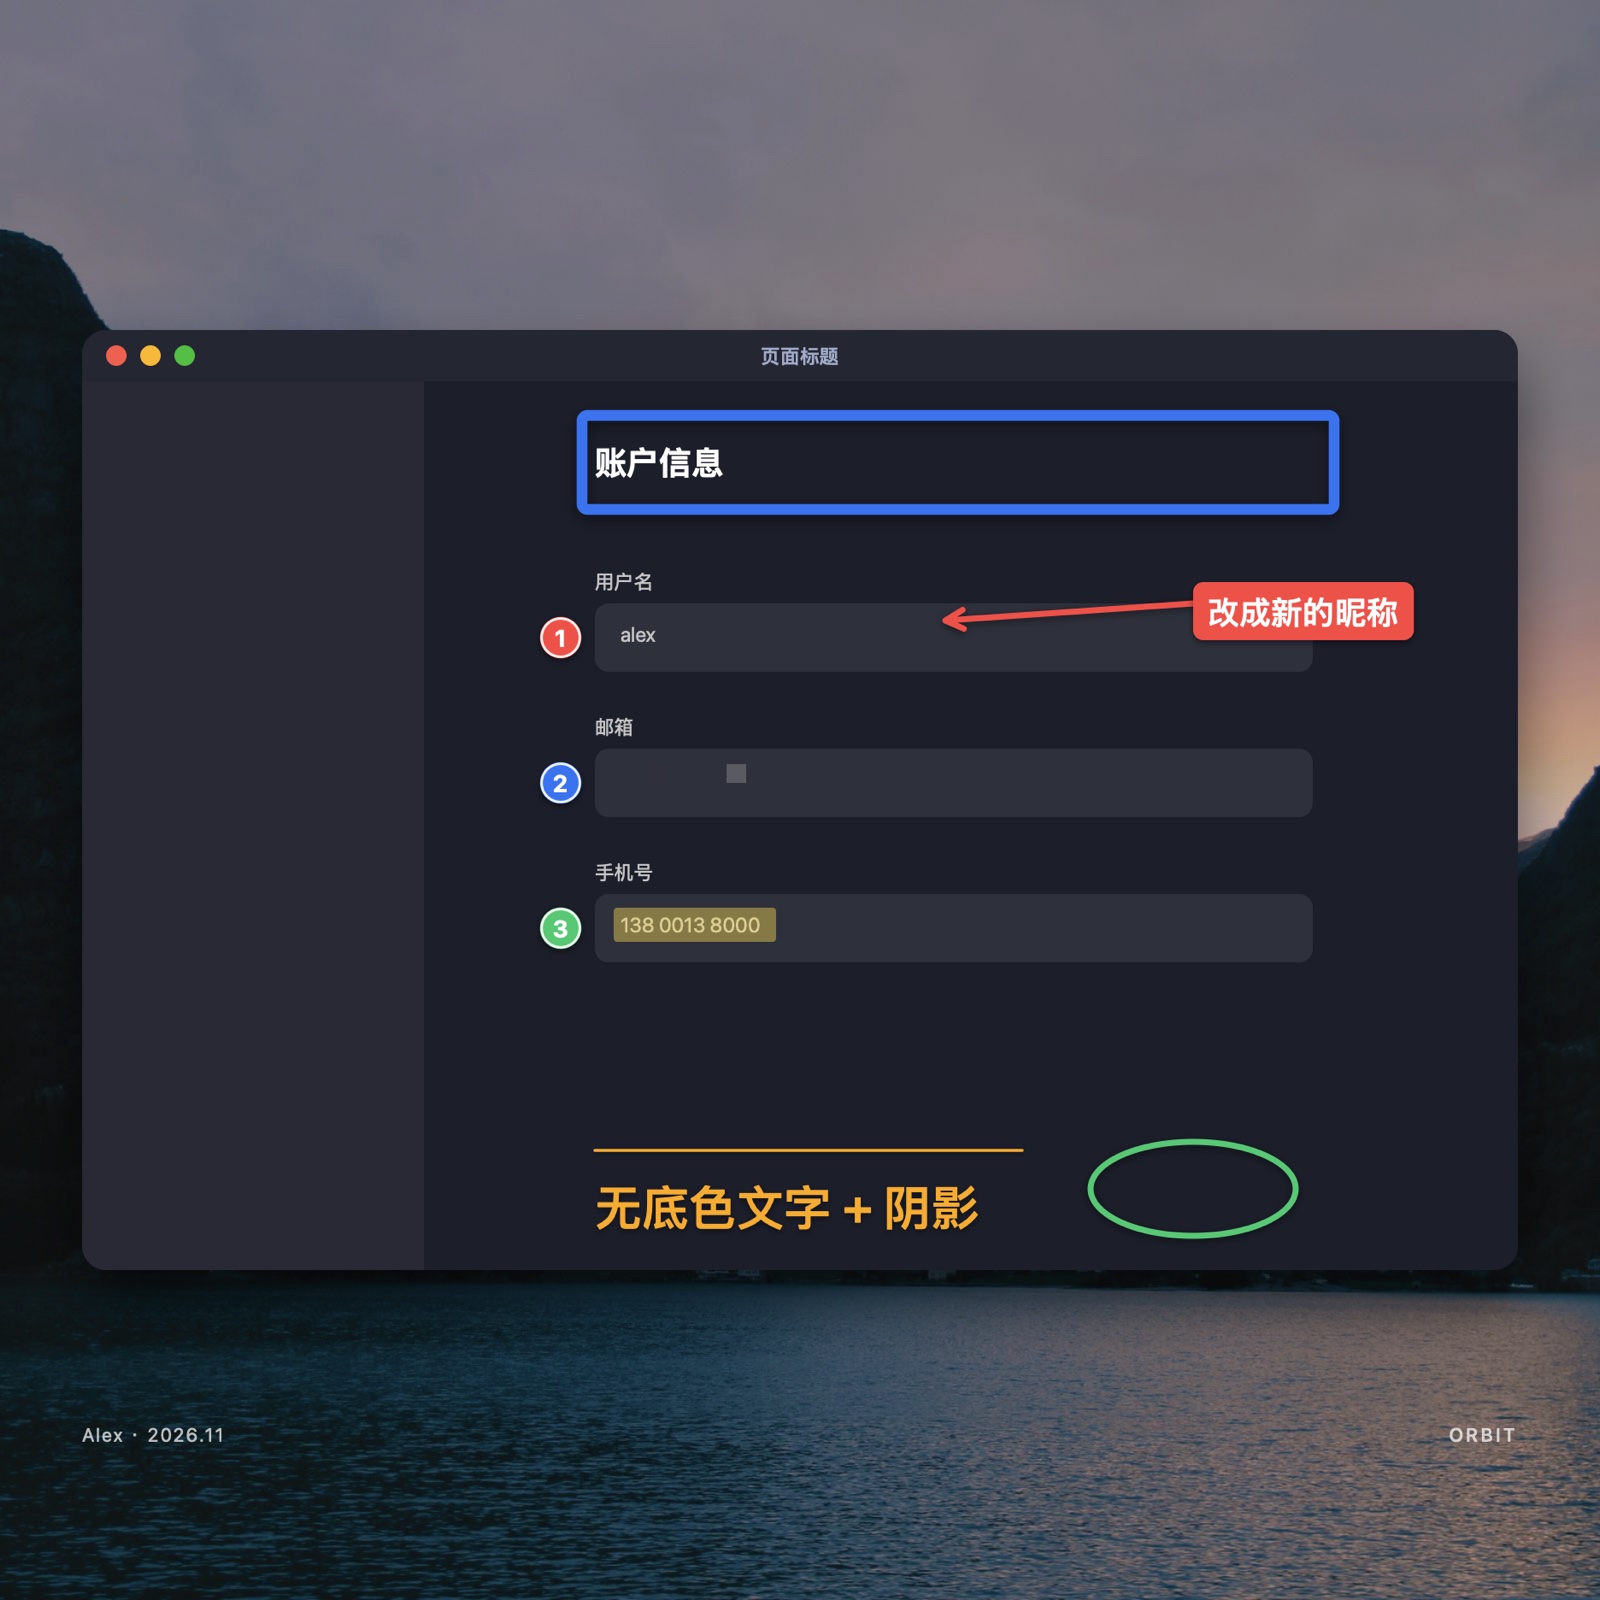 页面标题
账户信息
用户名
改成新的昵称
1
alex
邮箱
2
手机号
3
138 0013 8000
无底色文字 + 阴影
Alex · 2026.11
ORBIT